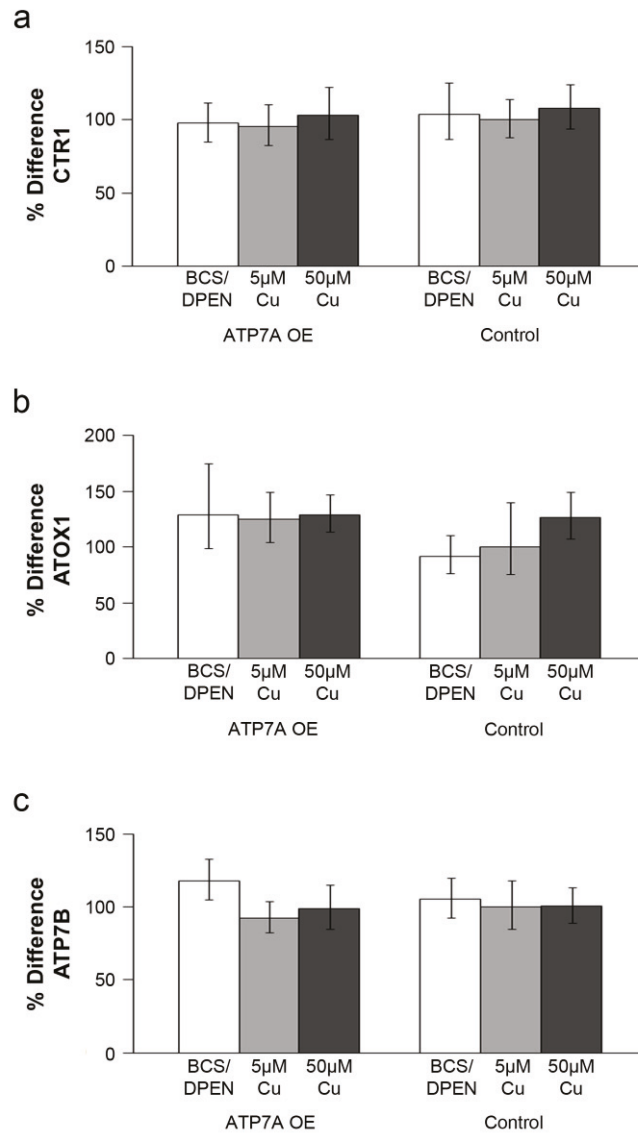 a
% Difference
CTR1
150
100
50
0
BCS/ 5µM 50µM BCS/ 5µM 50µM
DPEN Cu Cu DPEN Cu Cu
ATP7A OE Control
b
% Difference
ATOX1
200
150
100
50
0
BCS/ 5µM 50µM BCS/ 5µM 50µM
DPEN Cu Cu DPEN Cu Cu
ATP7A OE Control
c
% Difference
ATP7B
150
100
50
0
BCS/ 5µM 50µM BCS/ 5µM 50µM
DPEN Cu Cu DPEN Cu Cu
ATP7A OE Control